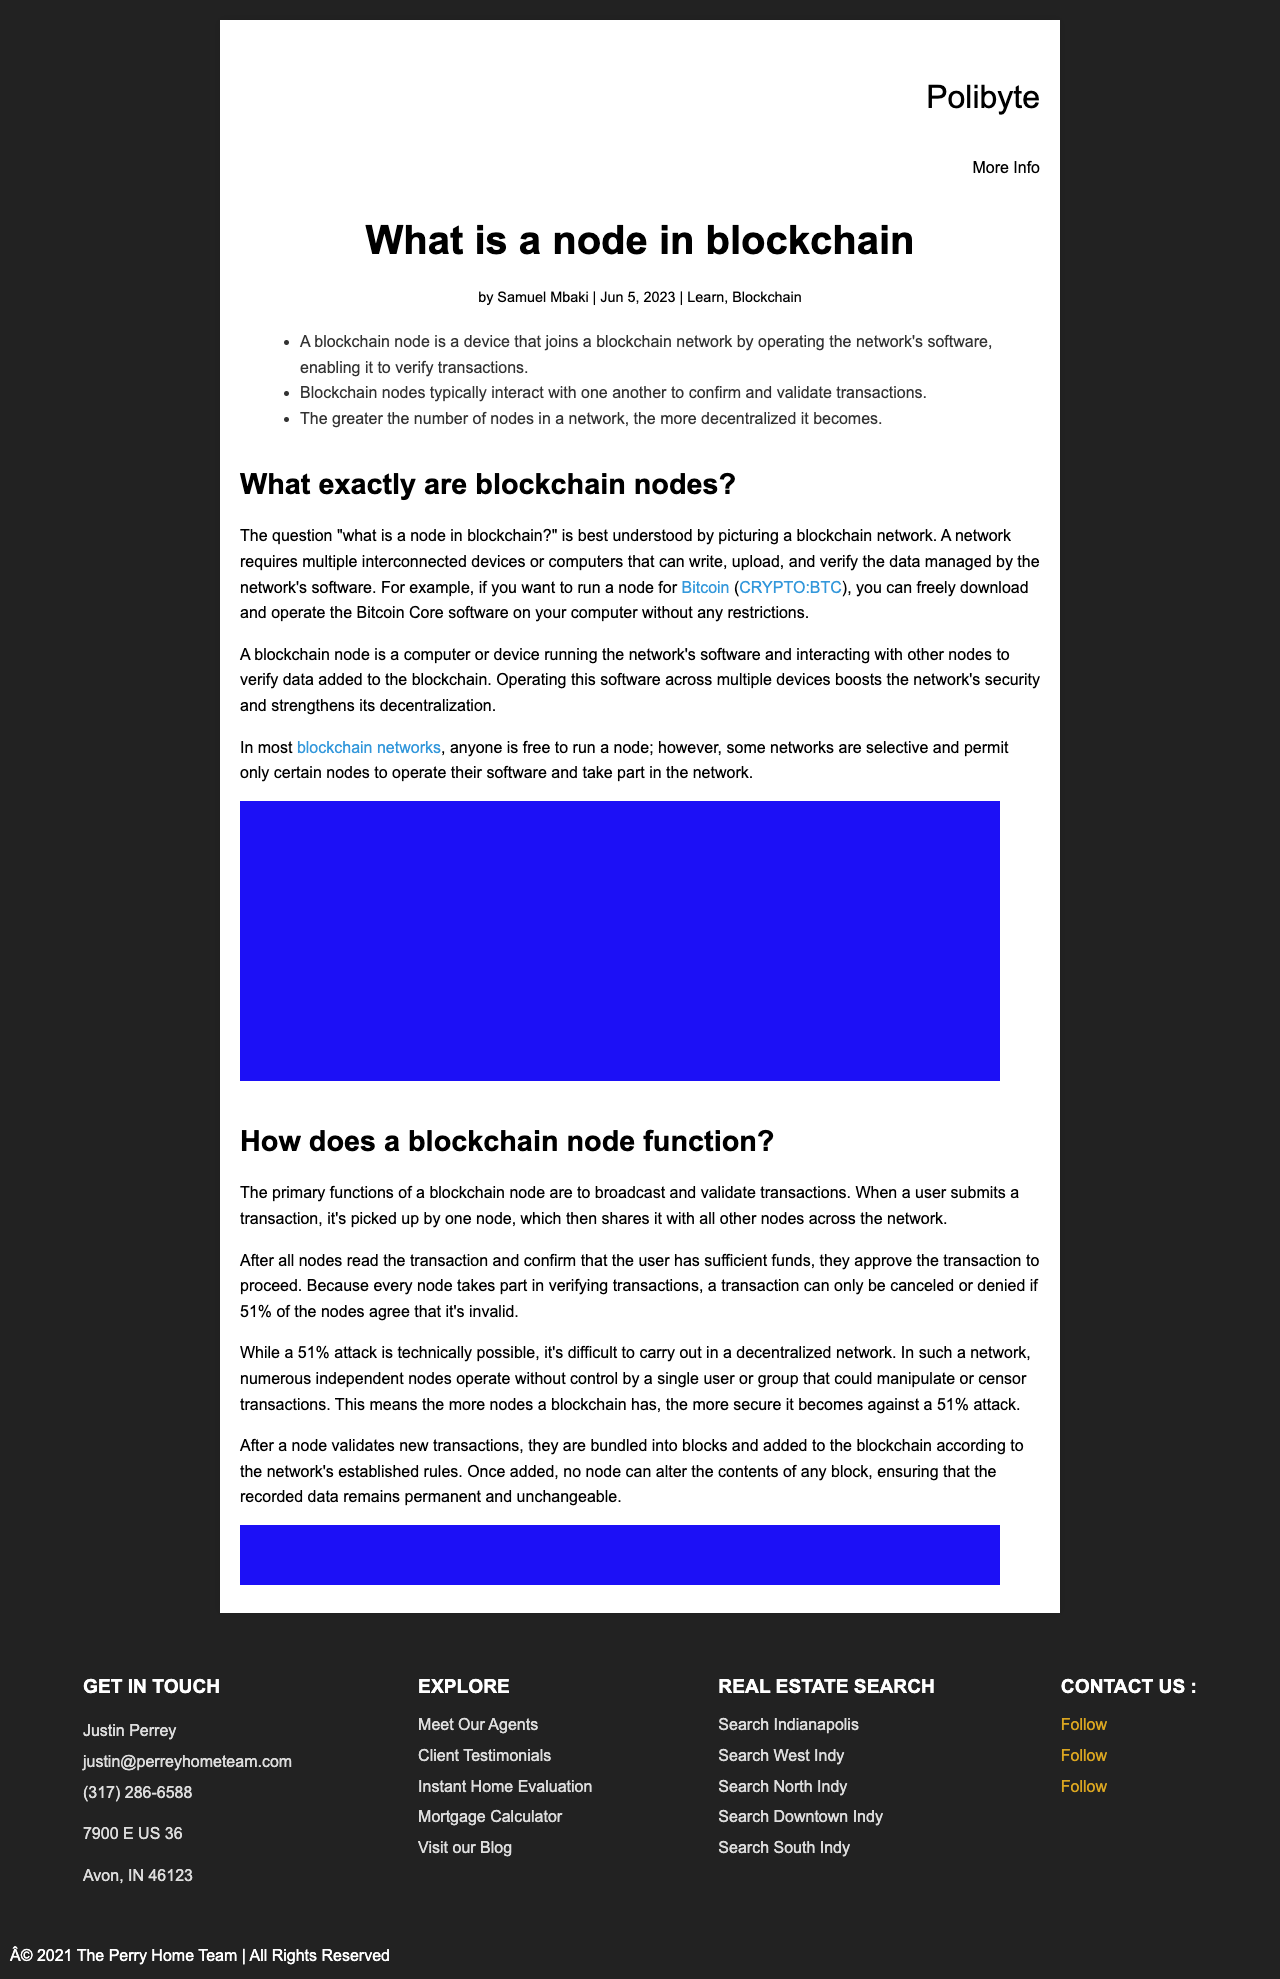 Polibyte
More Info
What is a node in blockchain
by Samuel Mbaki | Jun 5, 2023 | Learn, Blockchain
• A blockchain node is a device that joins a blockchain network by operating the network's software,
enabling it to verify transactions.
• Blockchain nodes typically interact with one another to confirm and validate transactions.
• The greater the number of nodes in a network, the more decentralized it becomes.
What exactly are blockchain nodes?
The question "what is a node in blockchain?" is best understood by picturing a blockchain network. A network
requires multiple interconnected devices or computers that can write, upload, and verify the data managed by the
network's software. For example, if you want to run a node for Bitcoin (CRYPTO:BTC), you can freely download
and operate the Bitcoin Core software on your computer without any restrictions.
A blockchain node is a computer or device running the network's software and interacting with other nodes to
verify data added to the blockchain. Operating this software across multiple devices boosts the network's security
and strengthens its decentralization.
In most blockchain networks, anyone is free to run a node; however, some networks are selective and permit
only certain nodes to operate their software and take part in the network.
How does a blockchain node function?
The primary functions of a blockchain node are to broadcast and validate transactions. When a user submits a
transaction, it's picked up by one node, which then shares it with all other nodes across the network.
After all nodes read the transaction and confirm that the user has sufficient funds, they approve the transaction to
proceed. Because every node takes part in verifying transactions, a transaction can only be canceled or denied if
51% of the nodes agree that it's invalid.
While a 51% attack is technically possible, it's difficult to carry out in a decentralized network. In such a network,
numerous independent nodes operate without control by a single user or group that could manipulate or censor
transactions. This means the more nodes a blockchain has, the more secure it becomes against a 51% attack.
After a node validates new transactions, they are bundled into blocks and added to the blockchain according to
the network's established rules. Once added, no node can alter the contents of any block, ensuring that the
recorded data remains permanent and unchangeable.
GET IN TOUCH
Justin Perrey
justin@perreyhometeam.com
(317) 286-6588
7900 E US 36
Avon, IN 46123
EXPLORE
Meet Our Agents
Client Testimonials
Instant Home Evaluation
Mortgage Calculator
Visit our Blog
REAL ESTATE SEARCH
Search Indianapolis
Search West Indy
Search North Indy
Search Downtown Indy
Search South Indy
CONTACT US :
Follow
Follow
Follow
Â© 2021 The Perry Home Team | All Rights Reserved